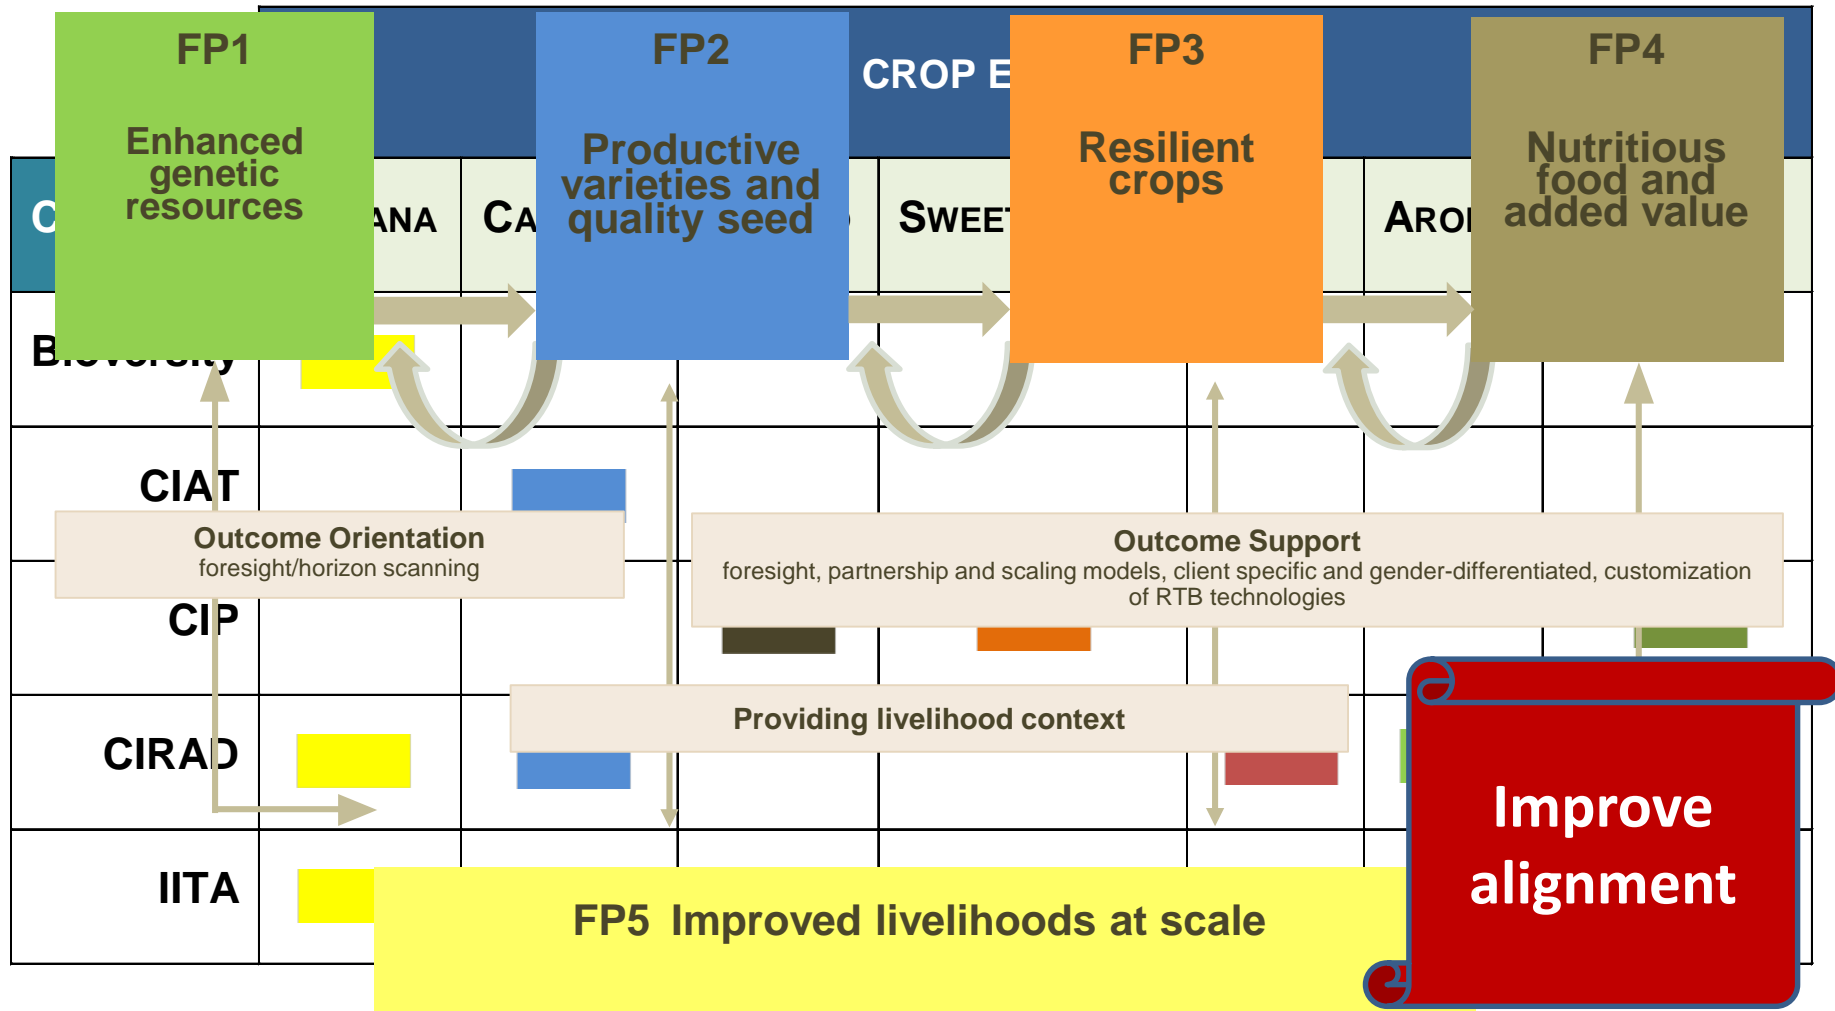 FP1
FP2
FP3
FP4
CROP E
Enhanced
genetic
resources
Productive
varieties and
quality seed
Resilient
crops
Nutritious
food and
added value
C
ANA
CA
SWEET
AROI
Bioversity
CIAT
Outcome Orientation
foresight/horizon scanning
Outcome Support
foresight, partnership and scaling models, client specific and gender-differentiated, customization
of RTB technologies
CIP
Providing livelihood context
CIRAD
Improve
alignment
IITA
FP5 Improved livelihoods at scale